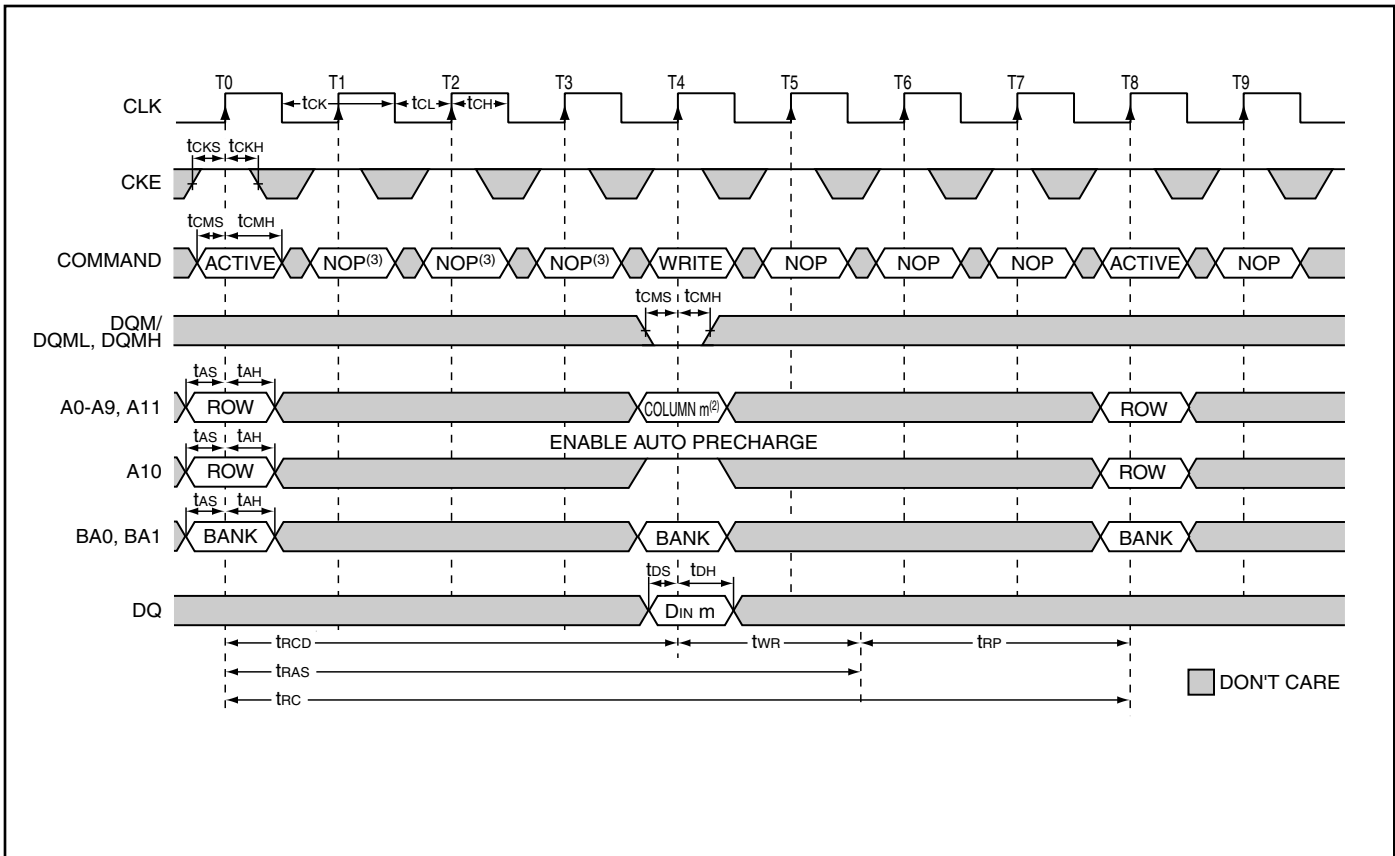 T0 T1 T2 T3 T4 T5 T6 T7 T8 T9
CLK tCK tCL tCH
tCKS tCKH
CKE
tCMS tCMH
COMMAND ACTIVE NOP(3) NOP(3) NOP(3) WRITE NOP NOP NOP ACTIVE NOP
tCMS tCMH
DQM/
DQML, DQMH
tAS tAH
A0-A9, A11 ROW COLUMN m(2) ROW
tAS tAH ENABLE AUTO PRECHARGE
A10 ROW ROW
tAS tAH
BA0, BA1 BANK BANK BANK
tDS tDH
DQ DIN m
tRCD tWR tRP
tRAS
tRC
DON'T CARE